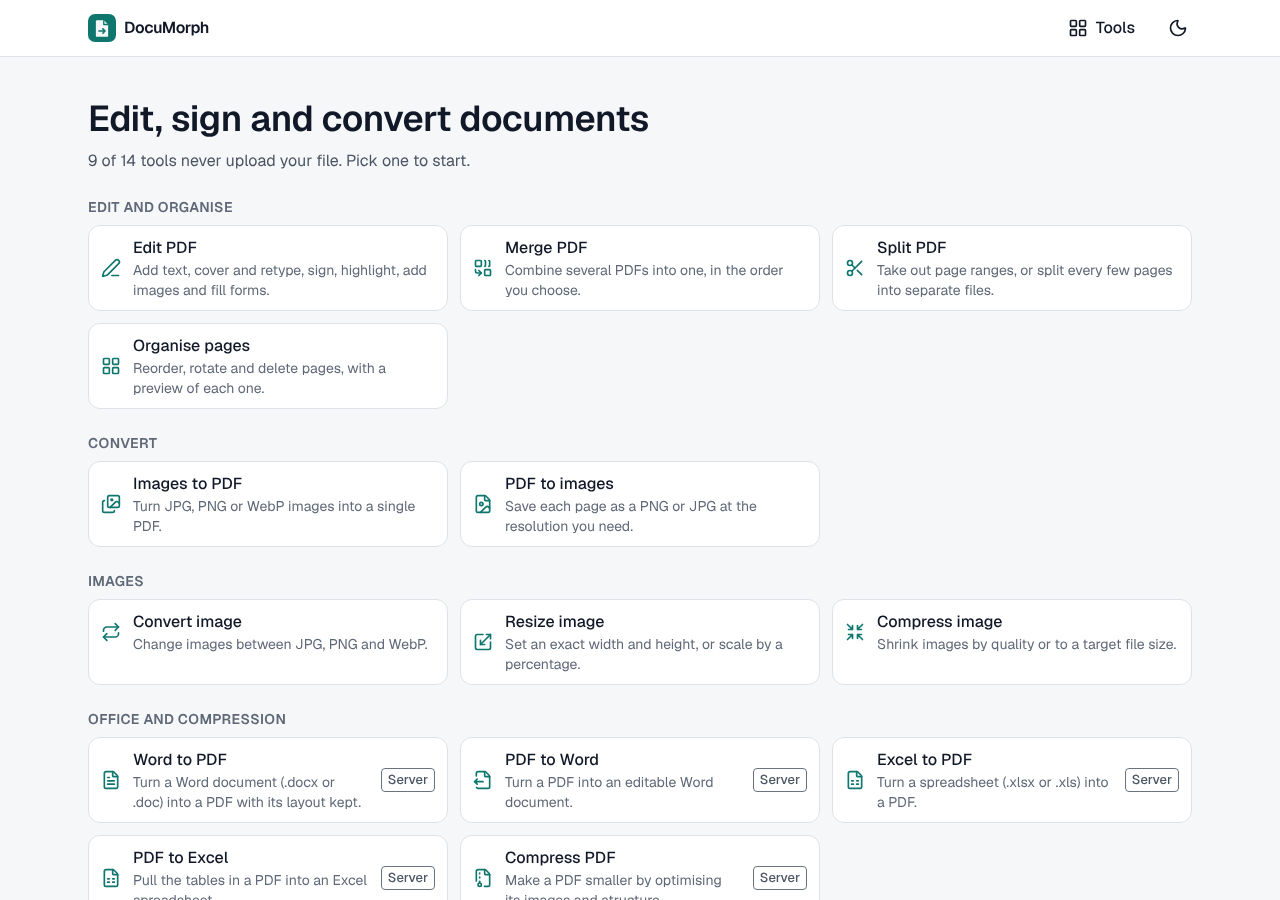 DocuMorph
Tools
Edit, sign and convert documents
9 of 14 tools never upload your file. Pick one to start.
EDIT AND ORGANISE
Edit PDF
Add text, cover and retype, sign, highlight, add
images and fill forms.
Merge PDF
Combine several PDFs into one, in the order
you choose.
Split PDF
Take out page ranges, or split every few pages
into separate files.
Organise pages
Reorder, rotate and delete pages, with a
preview of each one.
CONVERT
Images to PDF
Turn JPG, PNG or WebP images into a single
PDF.
PDF to images
Save each page as a PNG or JPG at the
resolution you need.
IMAGES
Convert image
Change images between JPG, PNG and WebP.
Resize image
Set an exact width and height, or scale by a
percentage.
Compress image
Shrink images by quality or to a target file size.
OFFICE AND COMPRESSION
Word to PDF
Turn a Word document (.docx or
.doc) into a PDF with its layout kept.
Server
PDF to Word
Turn a PDF into an editable Word
document.
Server
Excel to PDF
Turn a spreadsheet (.xlsx or .xls) into
a PDF.
Server
PDF to Excel
Pull the tables in a PDF into an Excel
spreadsheet.
Server
Compress PDF
Make a PDF smaller by optimising
its images and structure.
Server